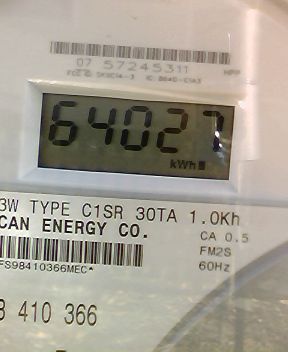 07 57245311
64027
kWh
3W TYPE C1SR 30TA 1.0Kh
CAN ENERGY CO.
CA 0.5
FM2S
FS98410366MEC*
60Hz
8 410 366